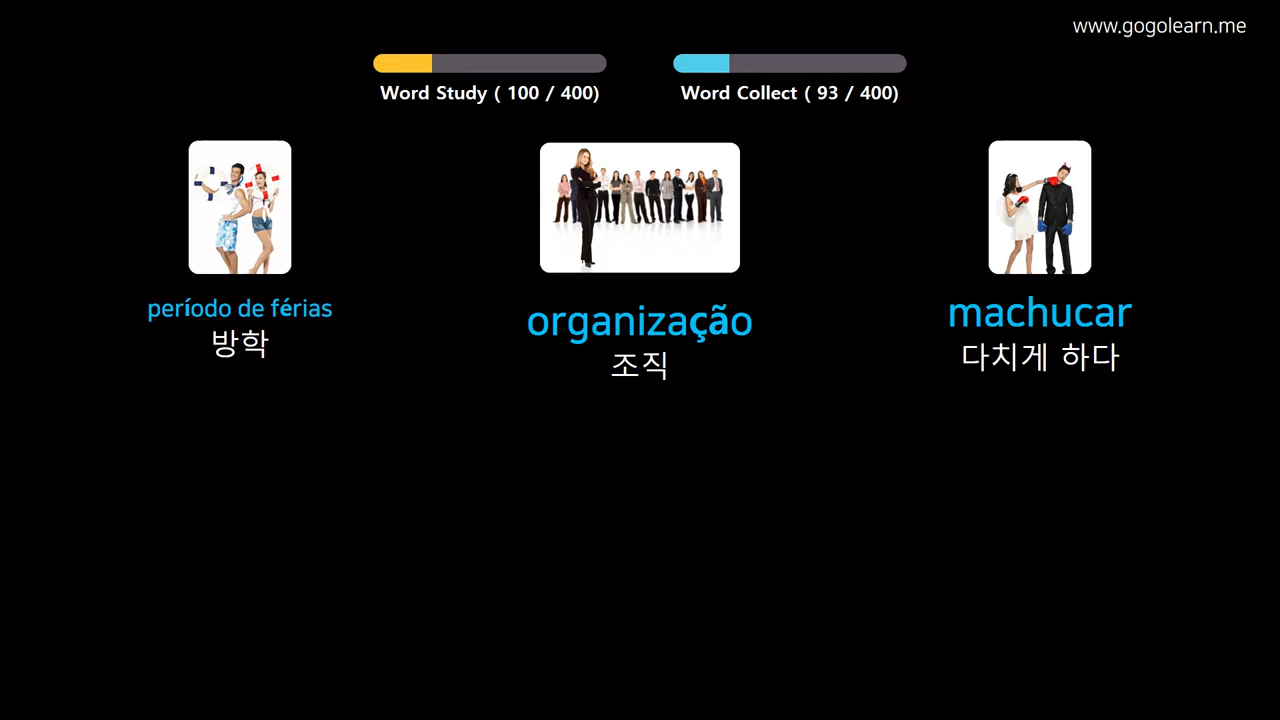 www.gogolearn.me
Word Study ( 100 / 400)
Word Collect ( 93 / 400)
período de férias
방학
organização
조직
machucar
다치게 하다